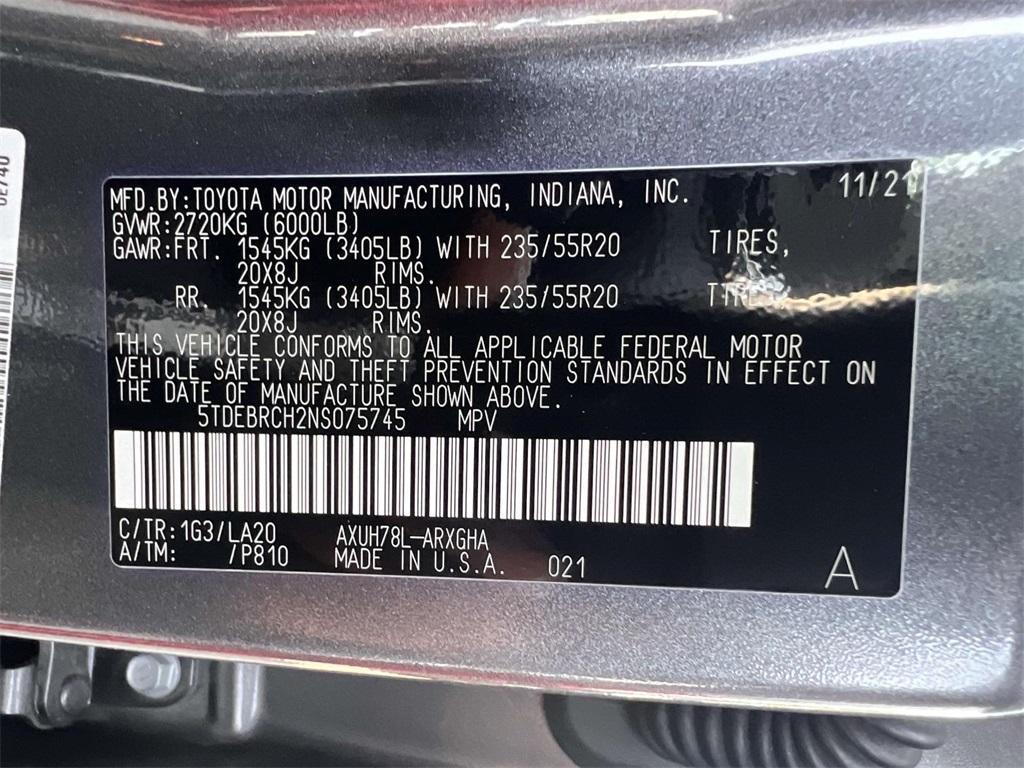 0E740
MFD.BY:TOYOTA MOTOR MANUFACTURING, INDIANA, INC. 11/21
GVWR:2720KG (6000LB)
GAWR:FRT. 1545KG (3405LB) WITH 235/55R20 TIRES,
20X8J RIMS.
RR. 1545KG (3405LB) WITH 235/55R20 TIRES,
20X8J RIMS.
THIS VEHICLE CONFORMS TO ALL APPLICABLE FEDERAL MOTOR
VEHICLE SAFETY AND THEFT PREVENTION STANDARDS IN EFFECT ON
THE DATE OF MANUFACTURE SHOWN ABOVE.
5TDEBRCH2NS075745 MPV
C/TR:1G3/LA20 AXUH78L-ARXGHA
A/TM: /P810 MADE IN U.S.A. 021
A